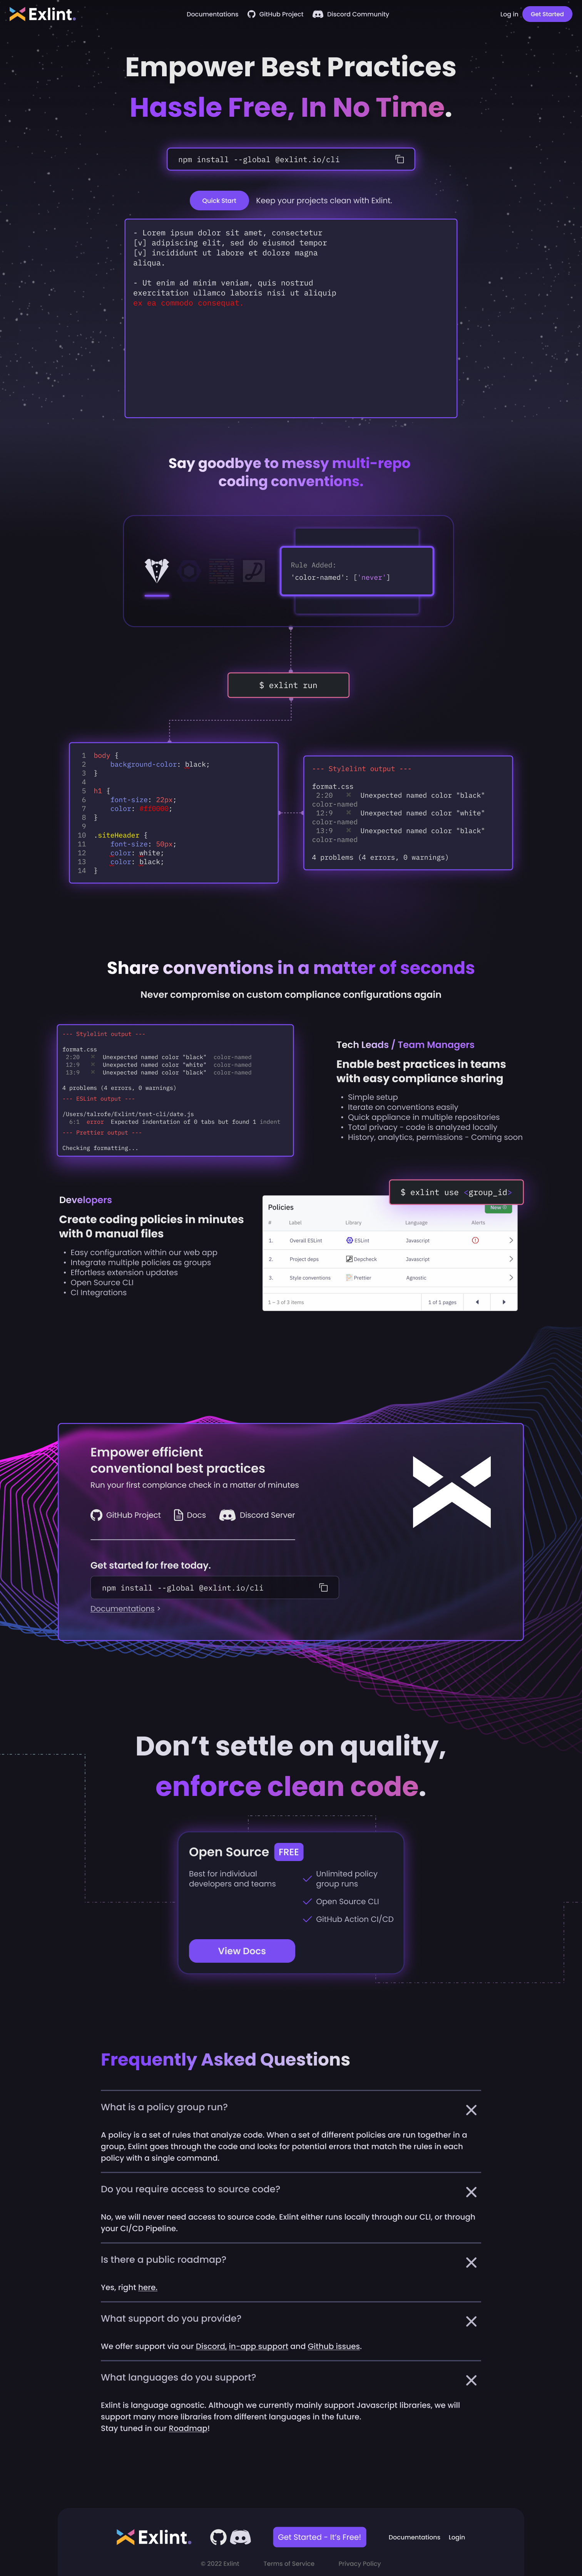 Exlint.
Documentations
GitHub Project
Discord Community
Log in
Get Started
Empower Best Practices
Hassle Free, In No Time.
npm install --global @exlint.io/cli
Quick Start
Keep your projects clean with Exlint.
- Lorem ipsum dolor sit amet, consectetur
[v] adipiscing elit, sed do eiusmod tempor
[v] incididunt ut labore et dolore magna
aliqua.
- Ut enim ad minim veniam, quis nostrud
exercitation ullamco laboris nisi ut aliquip
ex ea commodo consequat.
Say goodbye to messy multi-repo
coding conventions.
Rule Added:
'color-named': ['never']
$ exlint run
1 body {
2 background-color: black;
3 }
4
5 h1 {
6 font-size: 22px;
7 color: #ff0000;
8 }
9
10 .siteHeader {
11 font-size: 50px;
12 color: white;
13 color: black;
14 }
--- Stylelint output ---
format.css
2:20 ✖ Unexpected named color "black"
color-named
12:9 ✖ Unexpected named color "white"
color-named
13:9 ✖ Unexpected named color "black"
color-named
4 problems (4 errors, 0 warnings)
Share conventions in a matter of seconds
Never compromise on custom compliance configurations again
--- Stylelint output ---
format.css
2:20 ✖ Unexpected named color "black" color-named
12:9 ✖ Unexpected named color "white" color-named
13:9 ✖ Unexpected named color "black" color-named
4 problems (4 errors, 0 warnings)
--- ESLint output ---
/Users/talrofe/Exlint/test-cli/date.js
6:1 error Expected indentation of 0 tabs but found 1 indent
--- Prettier output ---
Checking formatting...
Tech Leads / Team Managers
Enable best practices in teams
with easy compliance sharing
• Simple setup
• Iterate on conventions easily
• Quick appliance in multiple repositories
• Total privacy - code is analyzed locally
• History, analytics, permissions - Coming soon
Developers
Create coding policies in minutes
with 0 manual files
• Easy configuration within our web app
• Integrate multiple policies as groups
• Effortless extension updates
• Open Source CLI
• CI Integrations
$ exlint use <group_id>
Policies
New
# Label Library Language Alerts
1. Overall ESLint ESLint Javascript
2. Project deps Depcheck Javascript
3. Style conventions Prettier Agnostic
1 – 3 of 3 items
1 of 1 pages
Empower efficient
conventional best practices
Run your first complance check in a matter of minutes
GitHub Project
Docs
Discord Server
Get started for free today.
npm install --global @exlint.io/cli
Documentations >
Don't settle on quality,
enforce clean code.
Open Source FREE
Best for individual
developers and teams
Unlimited policy
group runs
Open Source CLI
GitHub Action CI/CD
View Docs
Frequently Asked Questions
What is a policy group run?
A policy is a set of rules that analyze code. When a set of different policies are run together in a
group, Exlint goes through the code and looks for potential errors that match the rules in each
policy with a single command.
Do you require access to source code?
No, we will never need access to source code. Exlint either runs locally through our CLI, or through
your CI/CD Pipeline.
Is there a public roadmap?
Yes, right here.
What support do you provide?
We offer support via our Discord, in-app support and Github issues.
What languages do you support?
Exlint is language agnostic. Although we currently mainly support Javascript libraries, we will
support many more libraries from different languages in the future.
Stay tuned in our Roadmap!
Exlint.
Get Started - It's Free!
Documentations
Login
© 2022 Exlint
Terms of Service
Privacy Policy